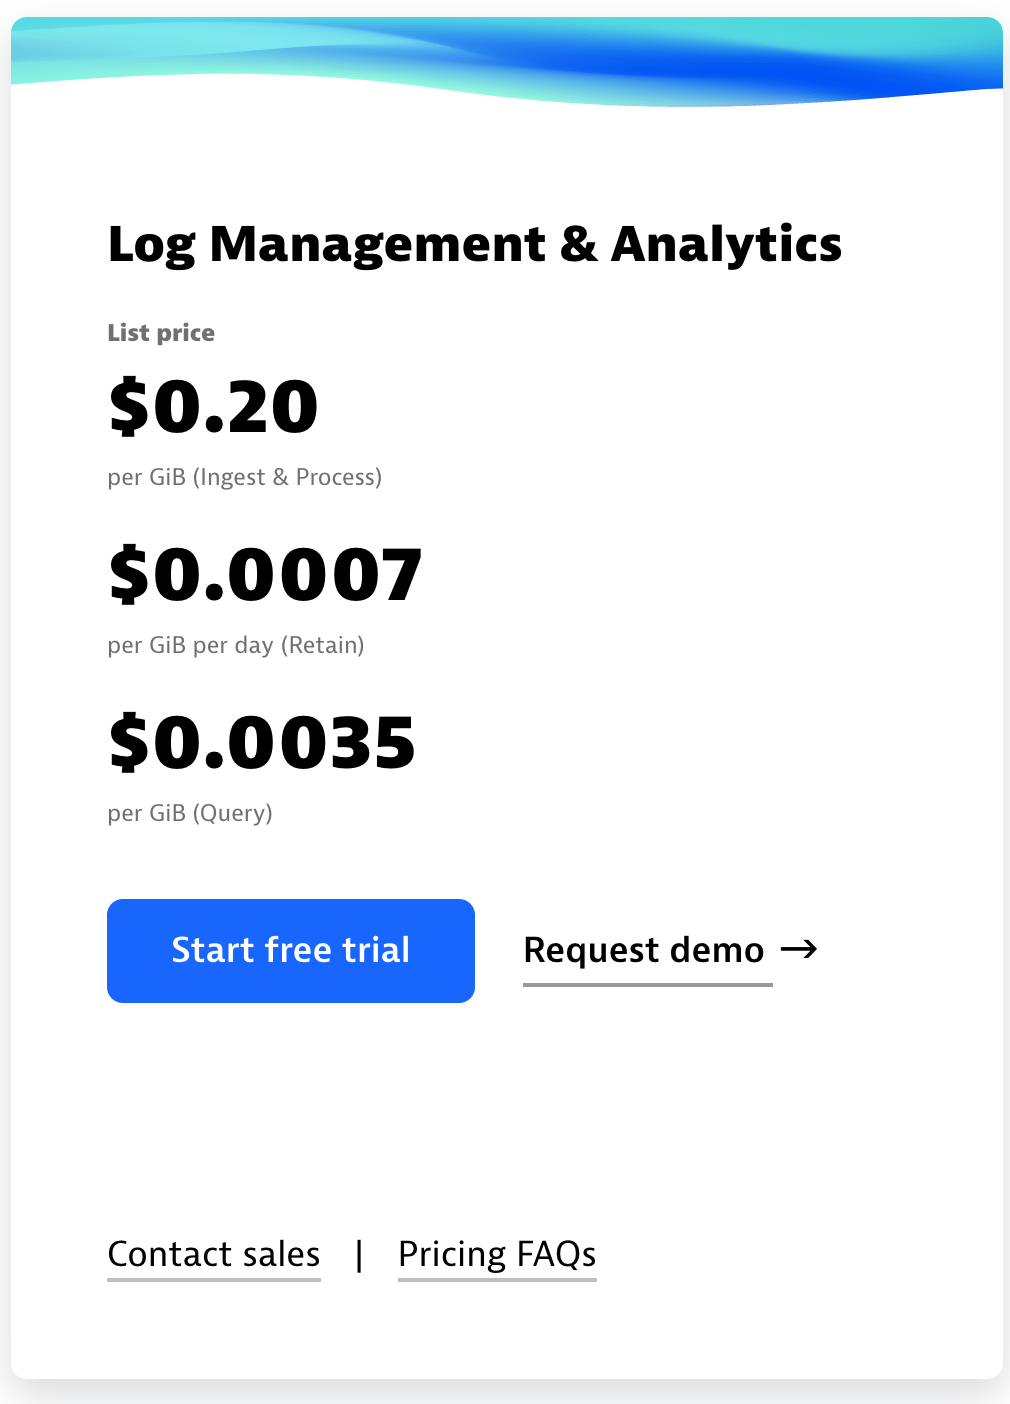 Log Management & Analytics
List price
$0.20
per GiB (Ingest & Process)
$0.0007
per GiB per day (Retain)
$0.0035
per GiB (Query)
Start free trial Request demo →
Contact sales | Pricing FAQs